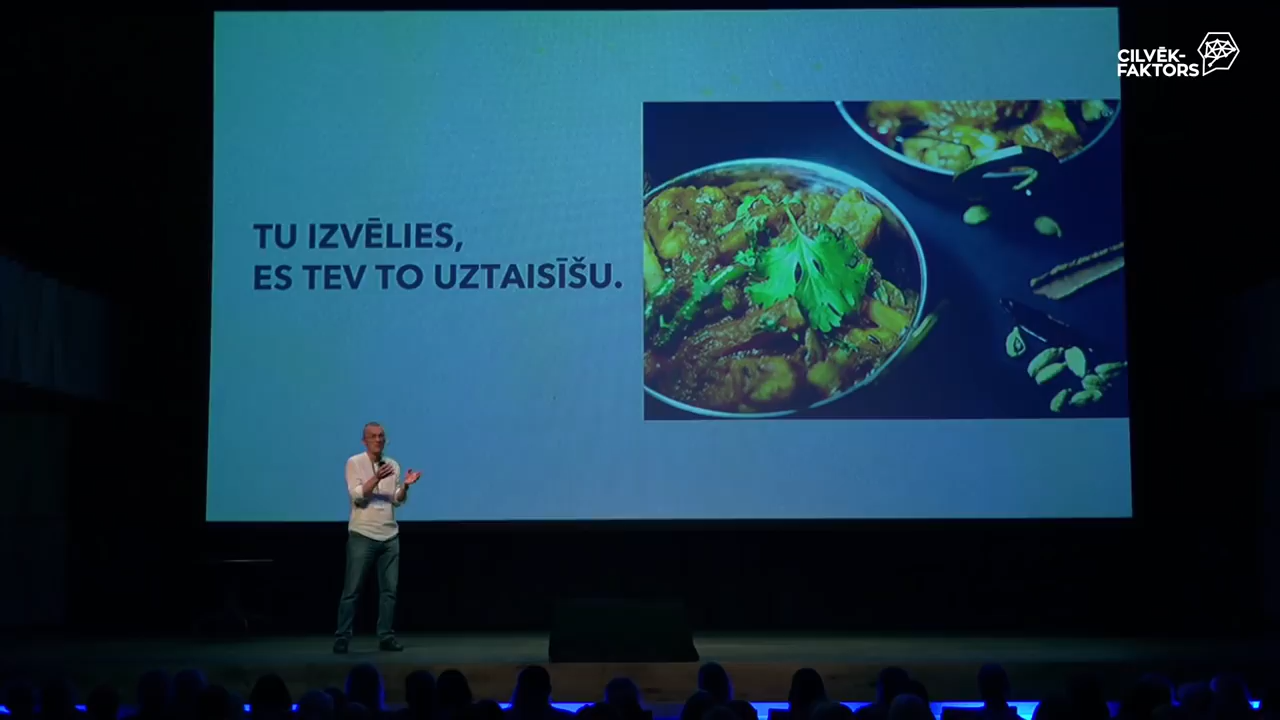 CILVĒK-
FAKTORS
TU IZVĒLIES,
ES TEV TO UZTAISĪŠU.